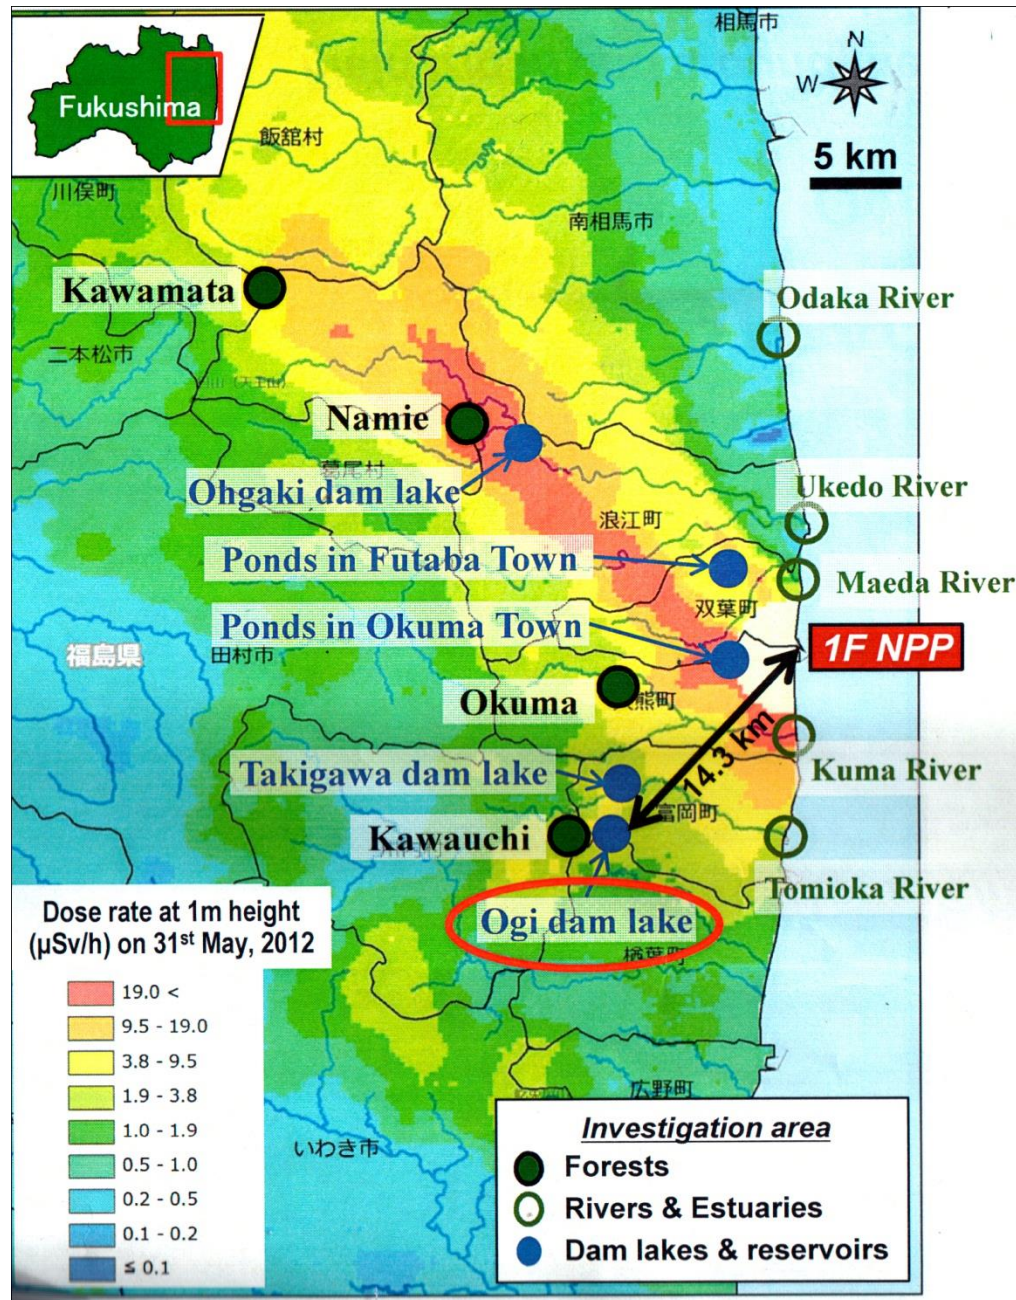 相馬市
N
W
Fukushima
飯舘村
5 km
川俣町
南相馬市
Kawamata
Odaka River
二本松市
Namie
葛尾村
Ohgaki dam lake
Ukedo River
浪江町
Ponds in Futaba Town
Maeda River
双葉町
Ponds in Okuma Town
福島県
田村市
1F NPP
Okuma
熊町
14.3 km
Takigawa dam lake
Kuma River
富岡町
Kawauchi
Tomioka River
Ogi dam lake
楢葉町
Dose rate at 1m height
(μSv/h) on 31st May, 2012
19.0 <
9.5 - 19.0
3.8 - 9.5
1.9 - 3.8
1.0 - 1.9
0.5 - 1.0
0.2 - 0.5
0.1 - 0.2
≦ 0.1
広野町
いわき市
Investigation area
Forests
Rivers & Estuaries
Dam lakes & reservoirs